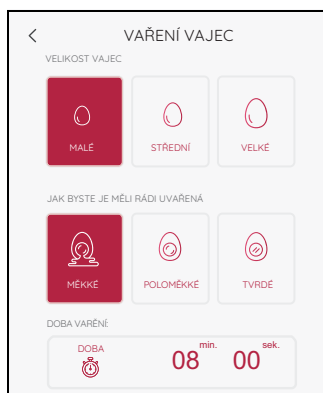 VAŘENÍ VAJEC
VELIKOST VAJEC
MALÉ STŘEDNÍ VELKÉ
JAK BYSTE JE MĚLI RÁDI UVAŘENÁ
MĚKKÉ POLOMĚKKÉ TVRDÉ
DOBA VARĚNÍ:
DOBA 08 min. 00 sek.